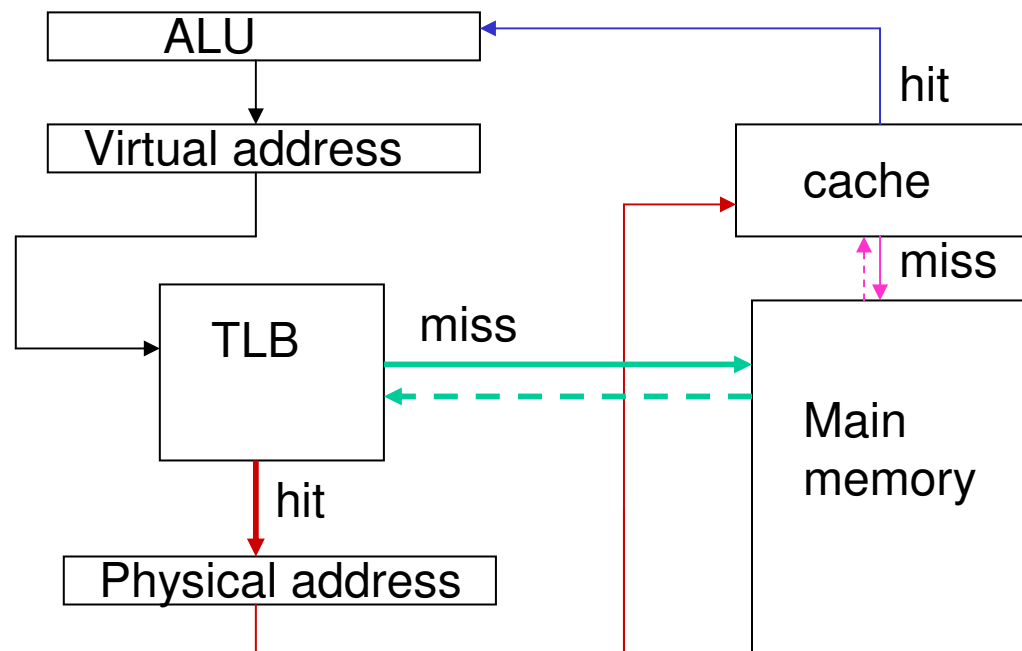 ALU
hit
Virtual address
cache
miss
TLB
miss
Main
memory
hit
Physical address